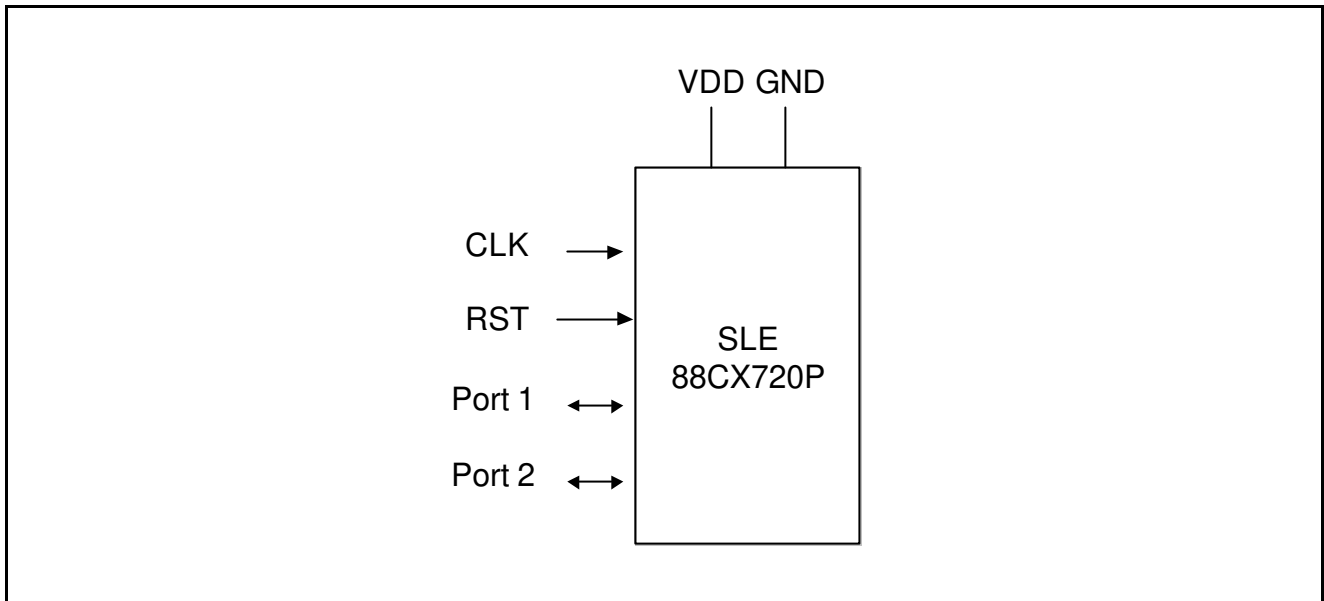 VDD GND
CLK
RST
SLE
88CX720P
Port 1
Port 2